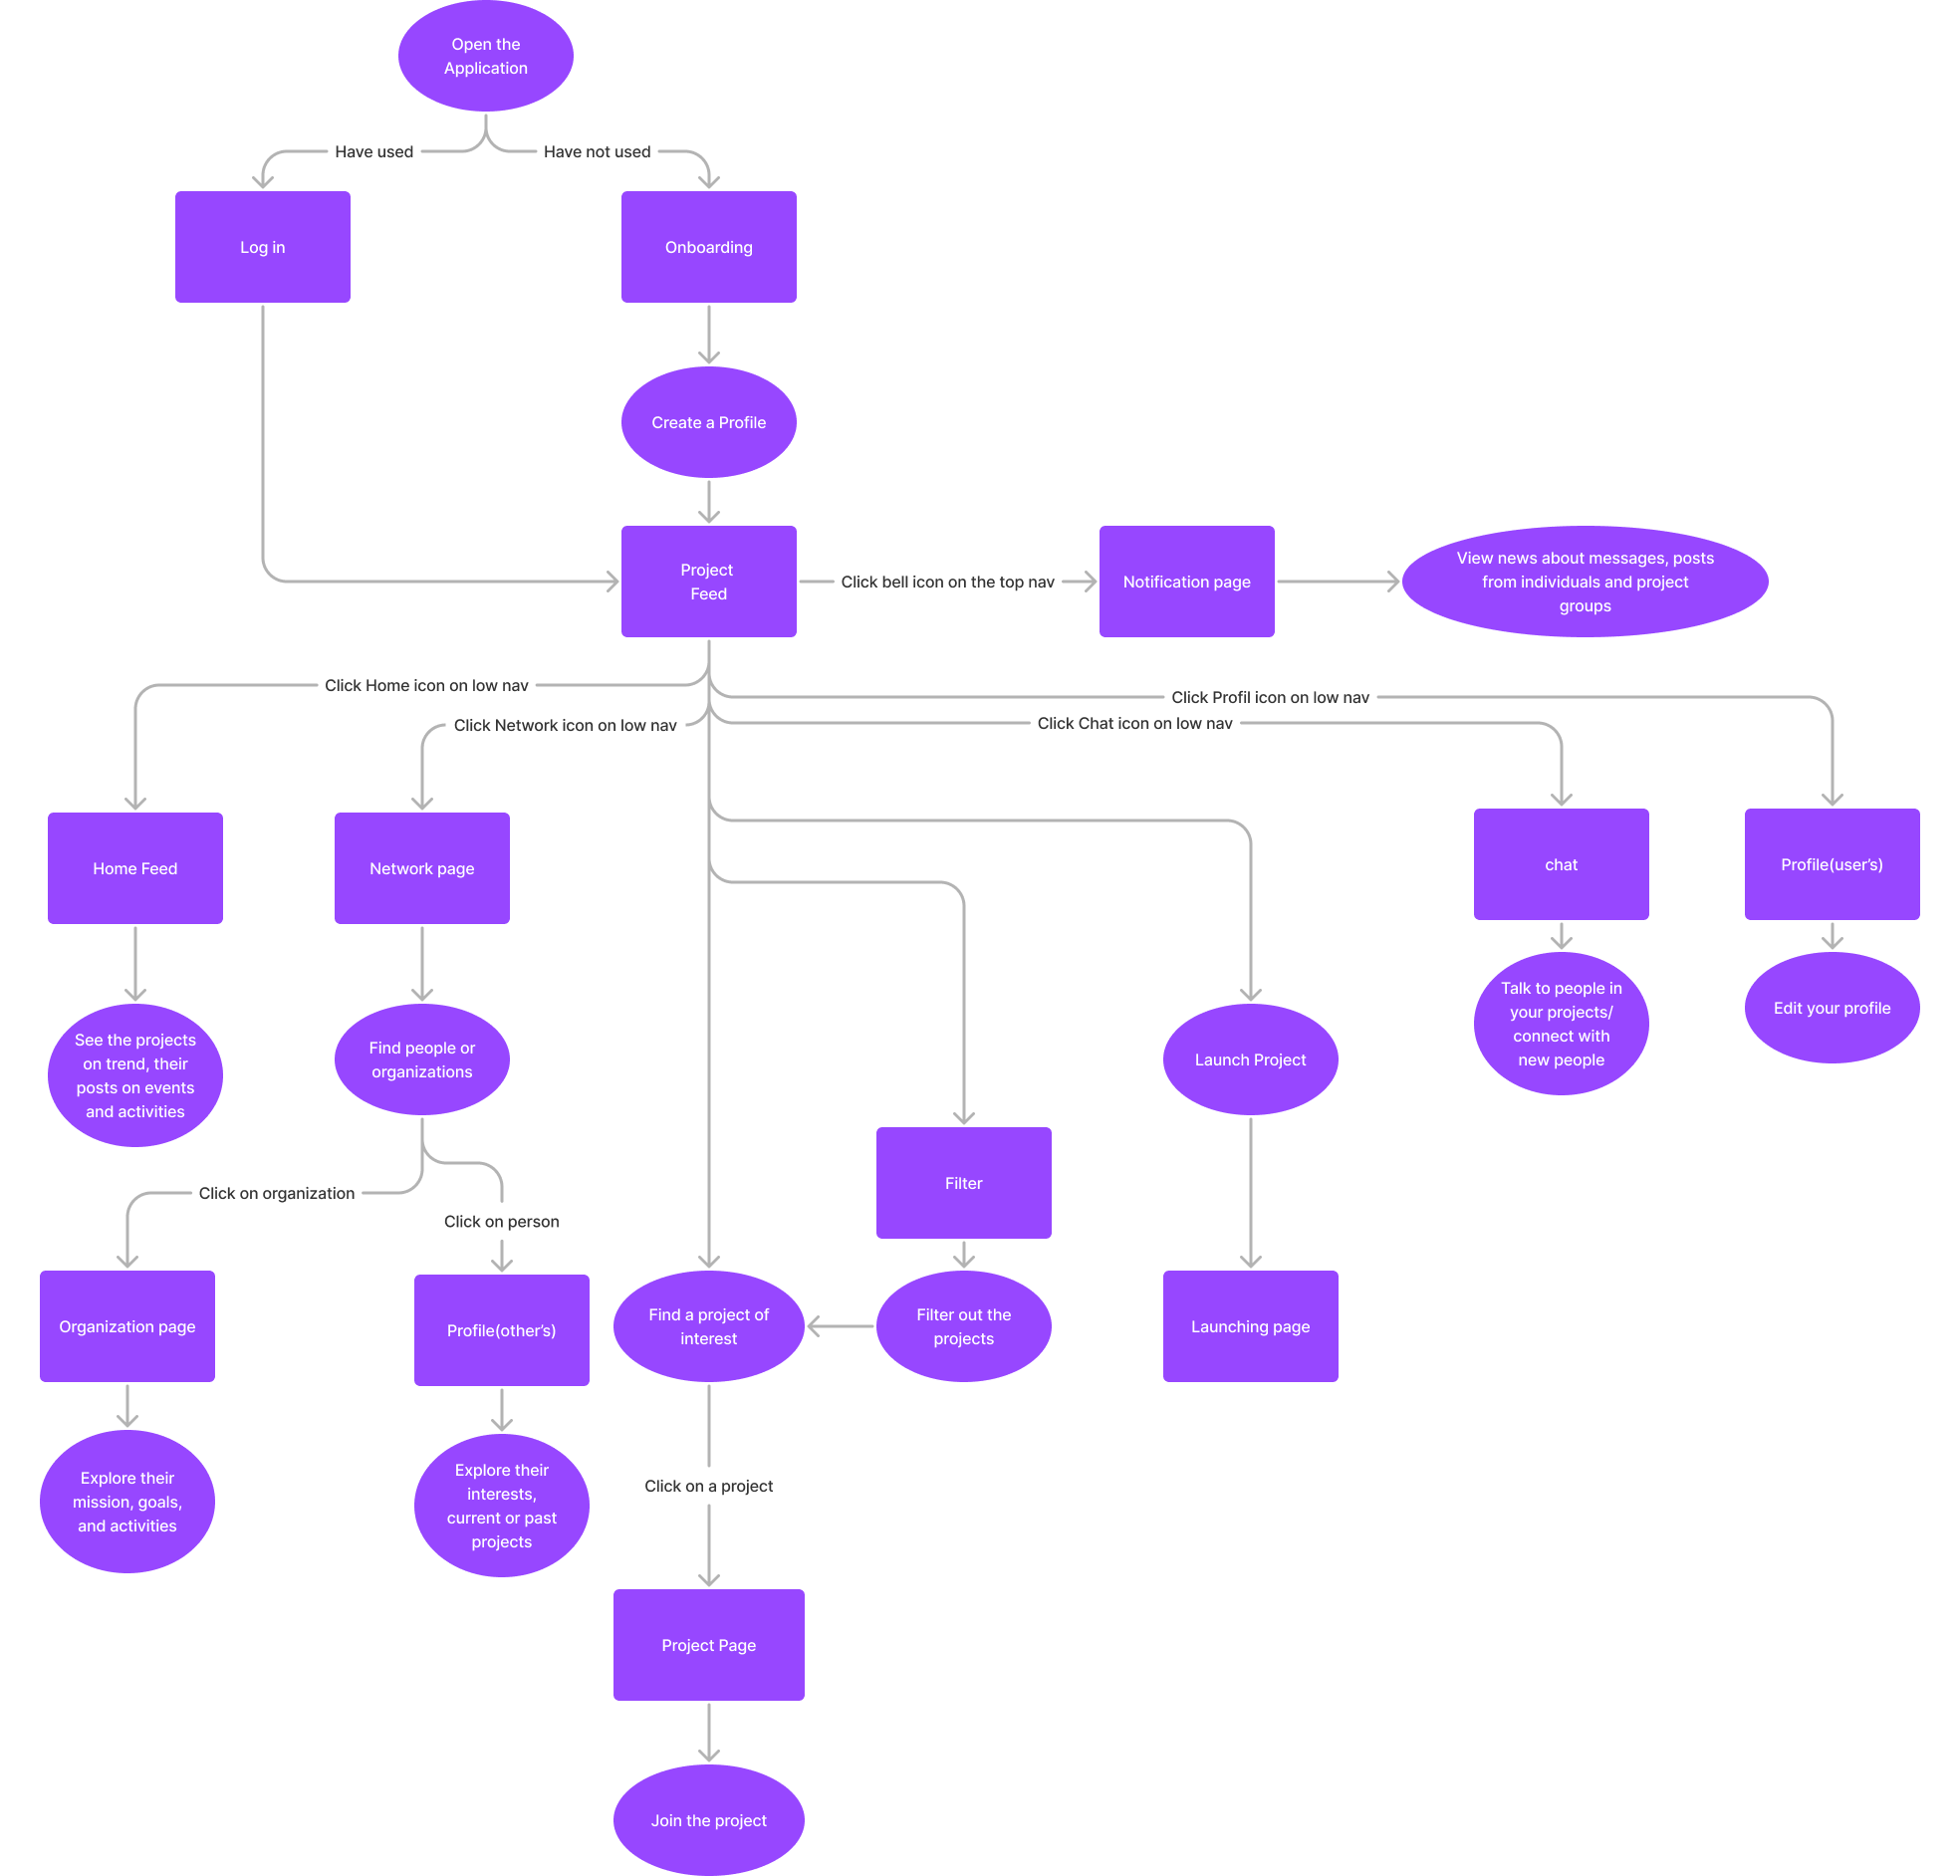 Open the
Application
Have used
Have not used
Log in
Onboarding
Create a Profile
Project
Feed
Click bell icon on the top nav
Notification page
View news about messages, posts
from individuals and project
groups
Click Home icon on low nav
Click Profil icon on low nav
Click Network icon on low nav
Click Chat icon on low nav
Home Feed
Network page
chat
Profile(user's)
See the projects
on trend, their
posts on events
and activities
Find people or
organizations
Launch Project
Talk to people in
your projects/
connect with
new people
Edit your profile
Click on organization
Click on person
Filter
Organization page
Profile(other's)
Find a project of
interest
Filter out the
projects
Launching page
Explore their
mission, goals,
and activities
Explore their
interests,
current or past
projects
Click on a project
Project Page
Join the project